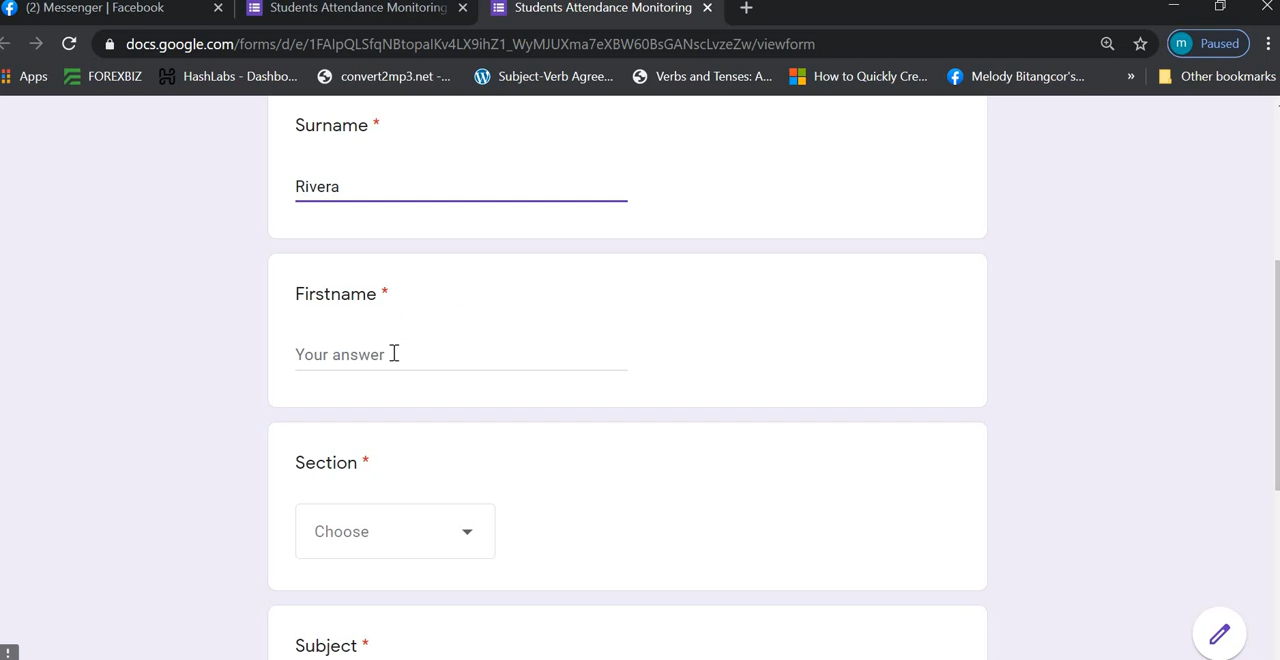 (2) Messenger | Facebook
Students Attendance Monitoring
Students Attendance Monitoring
docs.google.com/forms/d/e/1FAIpQLSfqNBtopaIKv4LX9ihZ1_WyMJUXma7eXBW60BsGANscLvzeZw/viewform
m Paused
Apps
FOREXBIZ
HashLabs - Dashbo...
convert2mp3.net -...
Subject-Verb Agree...
Verbs and Tenses: A...
How to Quickly Cre...
Melody Bitangcor's...
»
Other bookmarks
Surname *
Rivera
Firstname *
Your answer
Section *
Choose
Subject *